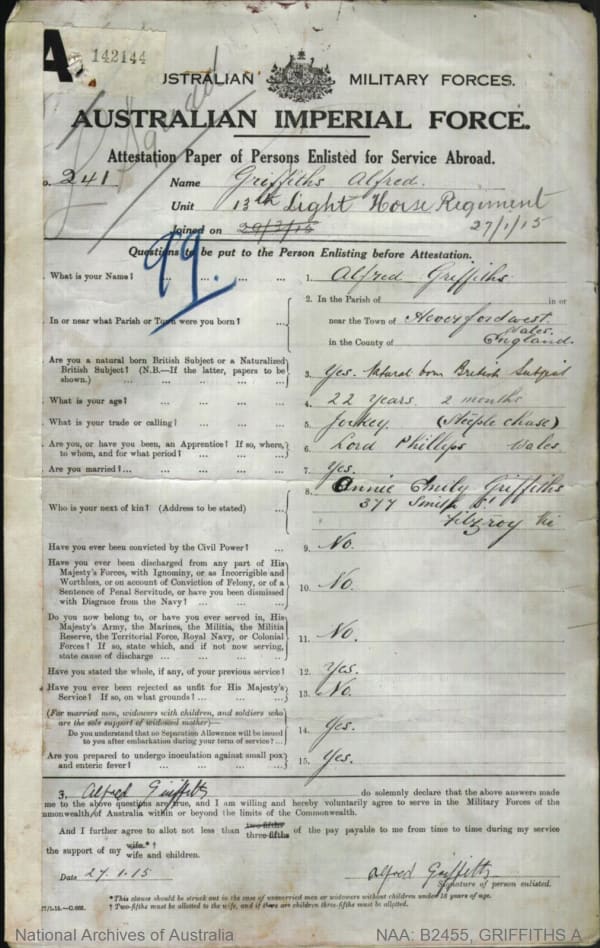 A
142144
USTRALIAN MILITARY FORCES.
AUSTRALIAN IMPERIAL FORCE.
Attestation Paper of Persons Enlisted for Service Abroad.
o. 241 Name Griffiths Alfred.
Unit 13th Light Horse Regiment
Joined on 27/1/15
99.
Questions to be put to the Person Enlisting before Attestation.
. What is your Name? ... ... ... ... 1. Alfred Griffiths
2. In the Parish of in or
. In or near what Parish or Town were you born? ... near the Town of Haverfordwest
Wales
in the County of England.
Are you a natural born British Subject or a Naturalized
British Subject? (N.B.—If the latter, papers to be
shown.) ... ... ... ... 3. Yes. Natural born British Subject
. What is your age? ... ... ... ... 4. 22 years. 2 months
. What is your trade or calling? ... ... ... 5. Jockey. (Steeple chase)
. Are you, or have you been, an Apprentice? If so, where,
to whom, and for what period? ... ... ... 6. Lord Phillips Wales
. Are you married? ... ... ... ... 7. Yes.
8. Annie Emily Griffiths
. Who is your next of kin? (Address to be stated) ... 377 Smith St
Fitzroy Vic
Have you ever been convicted by the Civil Power? ... 9. No.
Have you ever been discharged from any part of His
Majesty's Forces, with Ignominy, or as Incorrigible and
Worthless, or on account of Conviction of Felony, or of a
Sentence of Penal Servitude, or have you been dismissed
with Disgrace from the Navy? ... ... ... 10. No.
Do you now belong to, or have you ever served in, His
Majesty's Army, the Marines, the Militia, the Militia
Reserve, the Territorial Force, Royal Navy, or Colonial
Forces? If so, state which, and if not now serving,
state cause of discharge ... ... ... 11. No.
Have you stated the whole, if any, of your previous service? 12. Yes.
Have you ever been rejected as unfit for His Majesty's
Service? If so, on what grounds? ... ... ... 13. No.
(For married men, widowers with children, and soldiers who
are the sole support of widowed mother)—
Do you understand that no Separation Allowance will be issued
to you after embarkation during your term of service? ... 14. Yes.
Are you prepared to undergo inoculation against small pox
and enteric fever? ... ... ... ... 15. Yes.
3. Alfred Griffiths do solemnly declare that the above answers made
me to the above questions are true, and I am willing and hereby voluntarily agree to serve in the Military Forces of the
mmonwealth of Australia within or beyond the limits of the Commonwealth.
And I further agree to allot not less than two-fifths three-fifths of the pay payable to me from time to time during my service
the support of my wife.*† wife and children.
Date 27.1.15 Alfred Griffiths
Signature of person enlisted.
* This clause should be struck out in the case of unmarried men or widowers without children under 18 years of age.
† Two-fifths must be allotted to the wife, and if there are children three-fifths must be allotted.
National Archives of Australia NAA: B2455, GRIFFITHS A